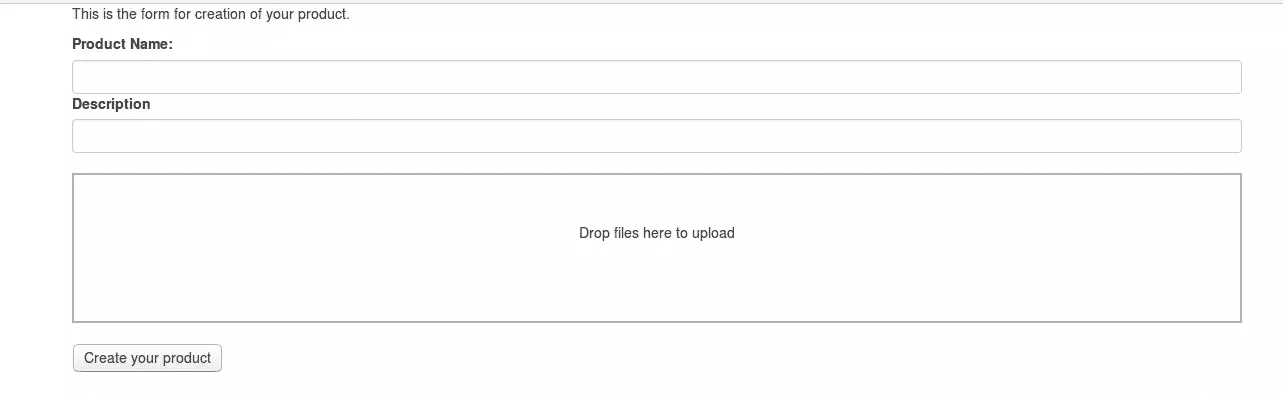 This is the form for creation of your product.
Product Name:
Description
Drop files here to upload
Create your product